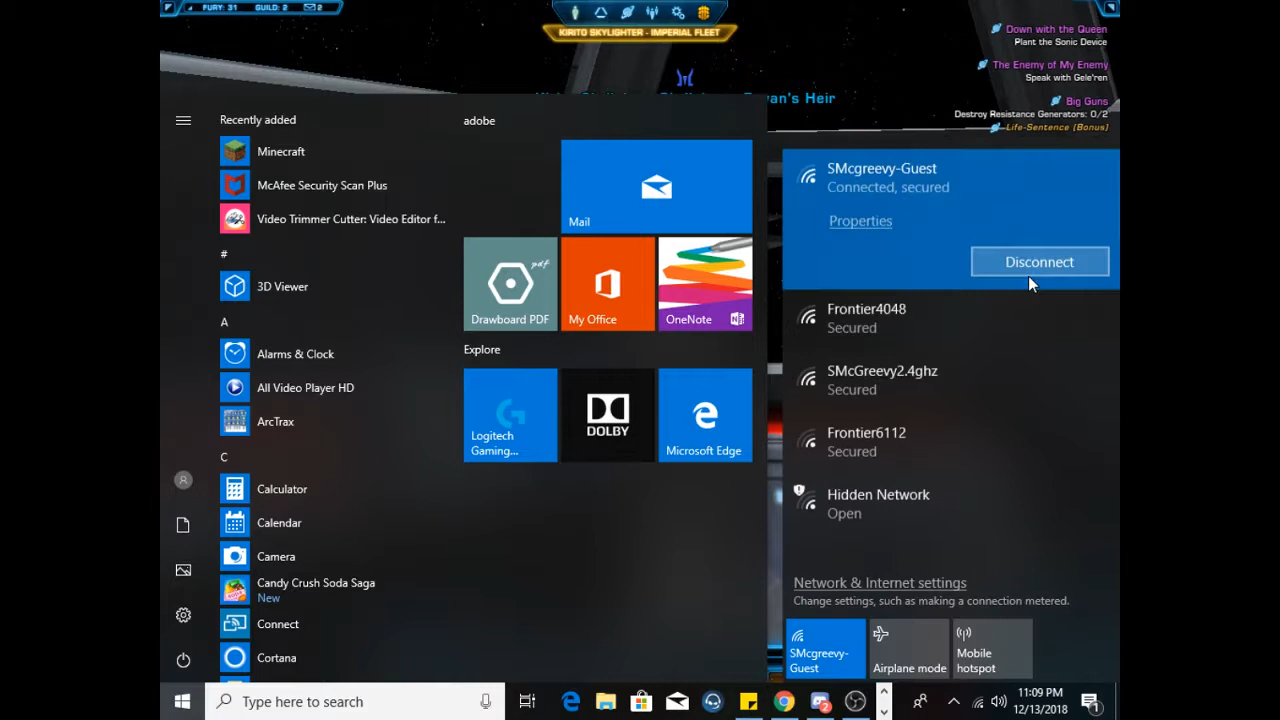 FURY: 31 GUILD: 2 2
KIRITO SKYLIGHTER - IMPERIAL FLEET
Down with the Queen
Plant the Sonic Device
The Enemy of My Enemy
Speak with Gele'ren
Big Guns
Destroy Resistance Generators: 0/2
Life-Sentence [Bonus]
an's Heir
Recently added
Minecraft
McAfee Security Scan Plus
Video Trimmer Cutter: Video Editor f...
#
3D Viewer
A
Alarms & Clock
All Video Player HD
ArcTrax
C
Calculator
Calendar
Camera
Candy Crush Soda Saga
New
Connect
Cortana
adobe
Mail
Drawboard PDF
My Office
OneNote
Explore
Logitech
Gaming...
DOLBY
Microsoft Edge
SMcgreevy-Guest
Connected, secured
Properties
Disconnect
Frontier4048
Secured
SMcGreevy2.4ghz
Secured
Frontier6112
Secured
Hidden Network
Open
Network & Internet settings
Change settings, such as making a connection metered.
SMcgreevy-
Guest
Airplane mode
Mobile
hotspot
Type here to search
11:09 PM
12/13/2018
1